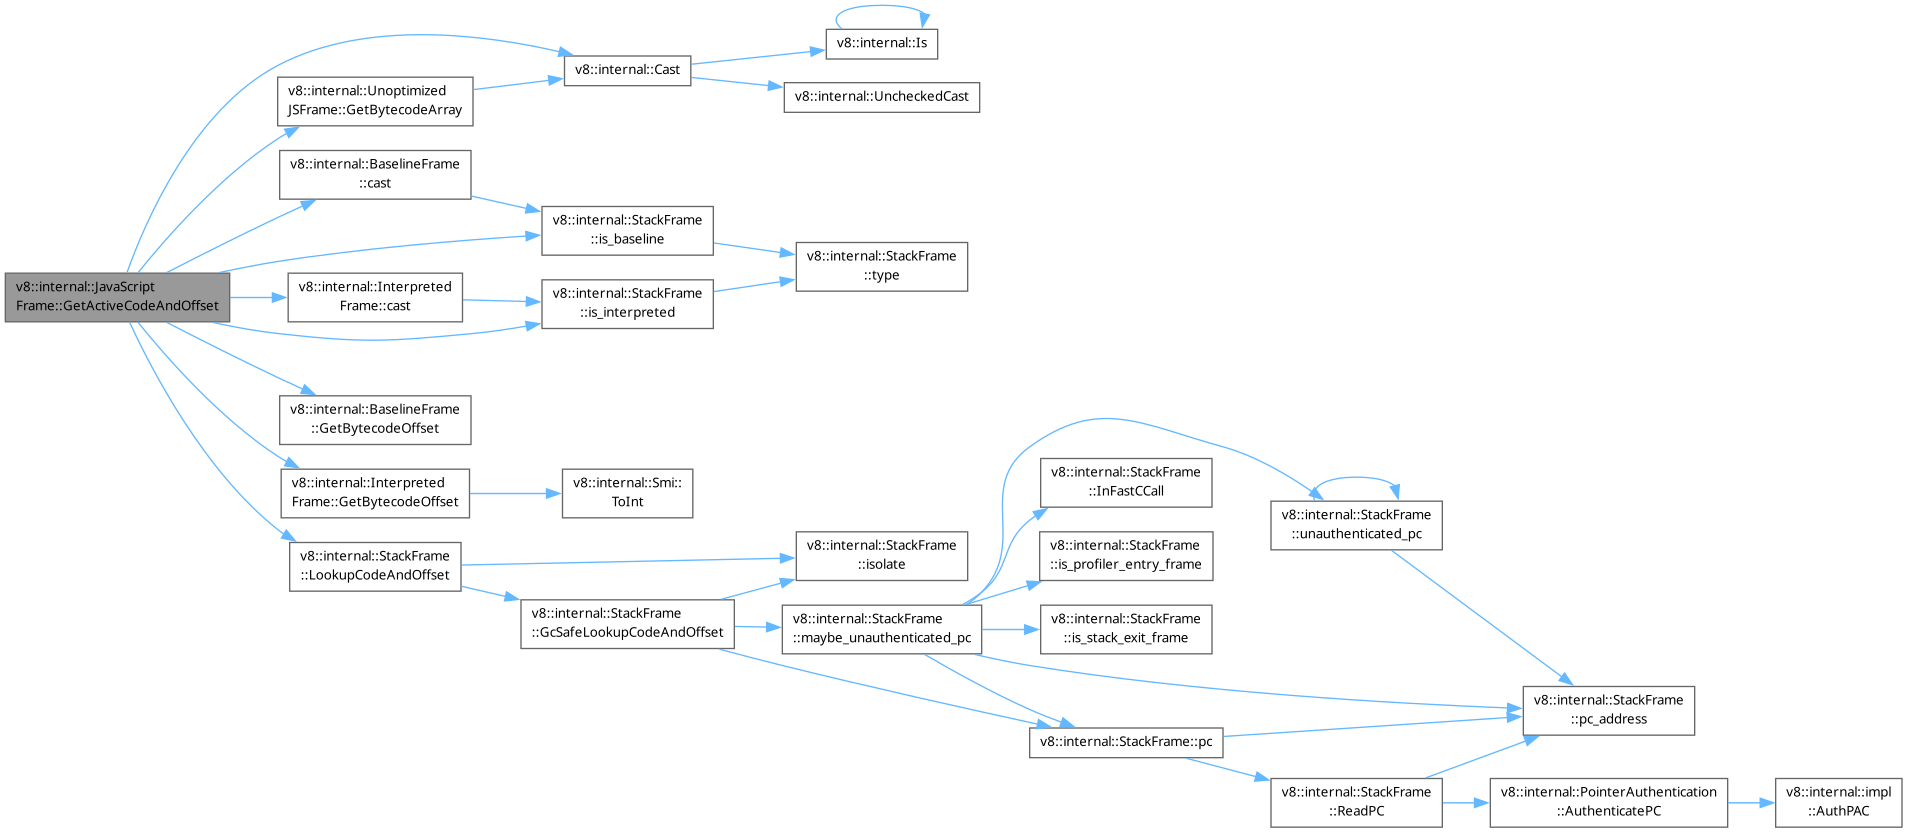 v8::internal::JavaScript
Frame::GetActiveCodeAndOffset
v8::internal::Cast
v8::internal::Is
v8::internal::UncheckedCast
v8::internal::Unoptimized
JSFrame::GetBytecodeArray
v8::internal::BaselineFrame
::cast
v8::internal::StackFrame
::is_baseline
v8::internal::StackFrame
::type
v8::internal::Interpreted
Frame::cast
v8::internal::StackFrame
::is_interpreted
v8::internal::BaselineFrame
::GetBytecodeOffset
v8::internal::Interpreted
Frame::GetBytecodeOffset
v8::internal::Smi::
ToInt
v8::internal::StackFrame
::LookupCodeAndOffset
v8::internal::StackFrame
::isolate
v8::internal::StackFrame
::GcSafeLookupCodeAndOffset
v8::internal::StackFrame
::maybe_unauthenticated_pc
v8::internal::StackFrame
::InFastCCall
v8::internal::StackFrame
::is_profiler_entry_frame
v8::internal::StackFrame
::is_stack_exit_frame
v8::internal::StackFrame
::unauthenticated_pc
v8::internal::StackFrame::pc
v8::internal::StackFrame
::pc_address
v8::internal::StackFrame
::ReadPC
v8::internal::PointerAuthentication
::AuthenticatePC
v8::internal::impl
::AuthPAC